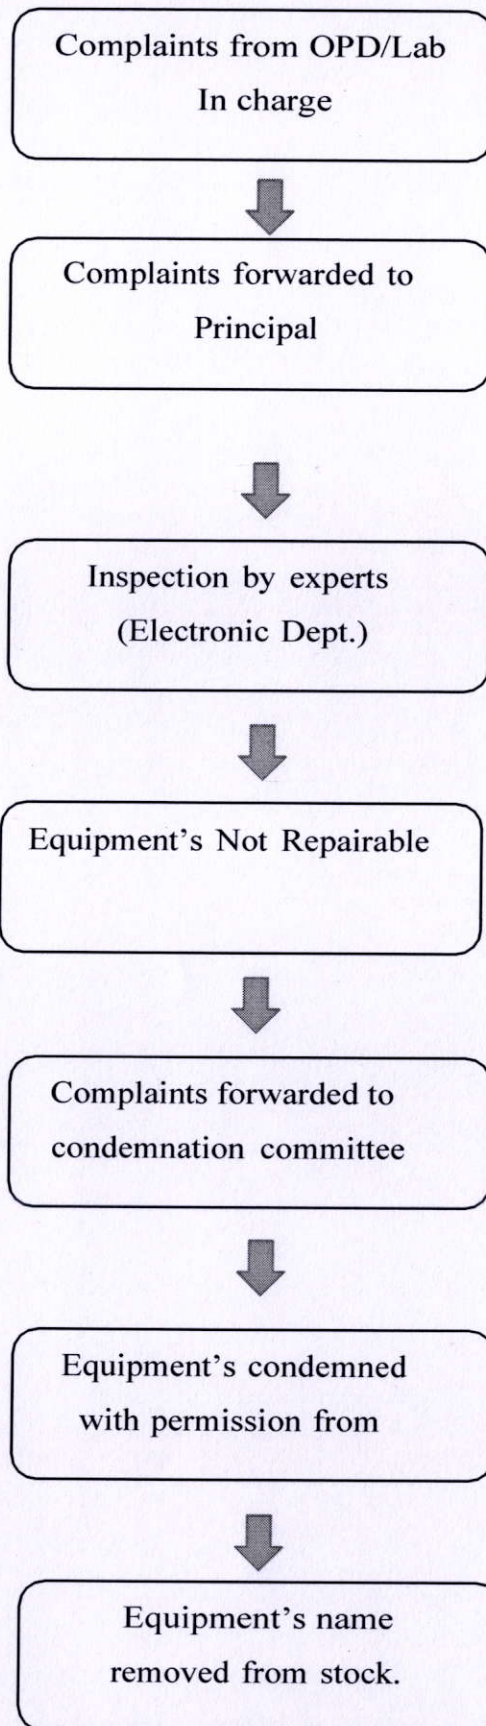 Complaints from OPD/Lab
In charge
Complaints forwarded to
Principal
Inspection by experts
(Electronic Dept.)
Equipment's Not Repairable
Complaints forwarded to
condemnation committee
Equipment's condemned
with permission from
Equipment's name
removed from stock.